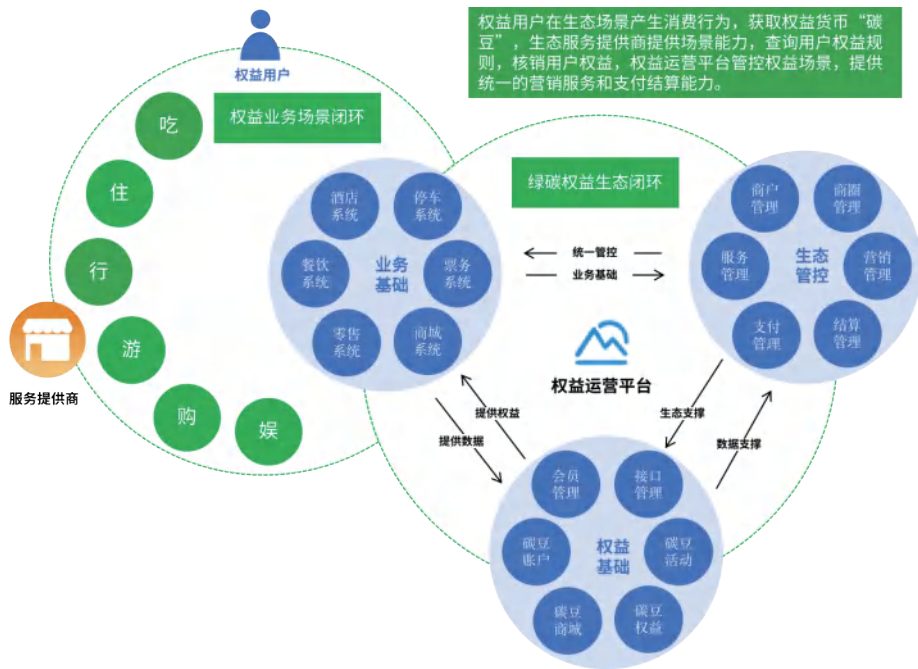 权益用户在生态场景产生消费行为，获取权益货币“碳
豆”，生态服务提供商提供场景能力，查询用户权益规
则，核销用户权益，权益运营平台管控权益场景，提供
统一的营销服务和支付结算能力。
权益用户
权益业务场景闭环
吃
住
行
游
购
娱
服务提供商
绿碳权益生态闭环
酒店
系统
停车
系统
餐饮
系统
业务
基础
票务
系统
零售
系统
商城
系统
统一管控
业务基础
商户
管理
商圈
管理
服务
管理
生态
管控
营销
管理
支付
管理
结算
管理
权益运营平台
提供权益
提供数据
生态支撑
数据支撑
会员
管理
接口
管理
碳豆
账户
权益
基础
碳豆
活动
碳豆
商城
碳豆
权益